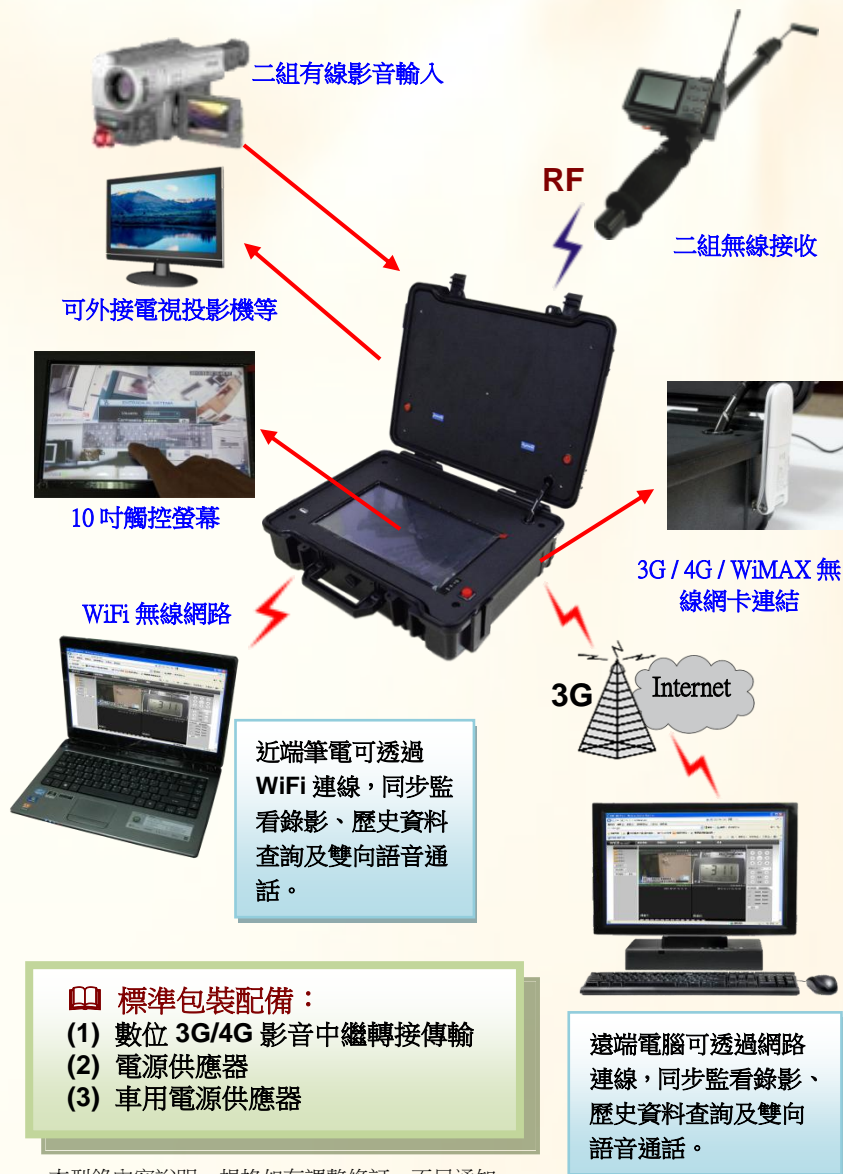 二組有線影音輸入
RF
二組無線接收
可外接電視投影機等
10 吋觸控螢幕
3G / 4G / WiMAX 無
線網卡連結
WiFi 無線網路
3G
Internet
近端筆電可透過
WiFi 連線，同步監
看錄影、歷史資料
查詢及雙向語音通
話。
311
311
標準包裝配備：
(1) 數位 3G/4G 影音中繼轉接傳輸
(2) 電源供應器
(3) 車用電源供應器
遠端電腦可透過網路
連線，同步監看錄影、
歷史資料查詢及雙向
語音通話。